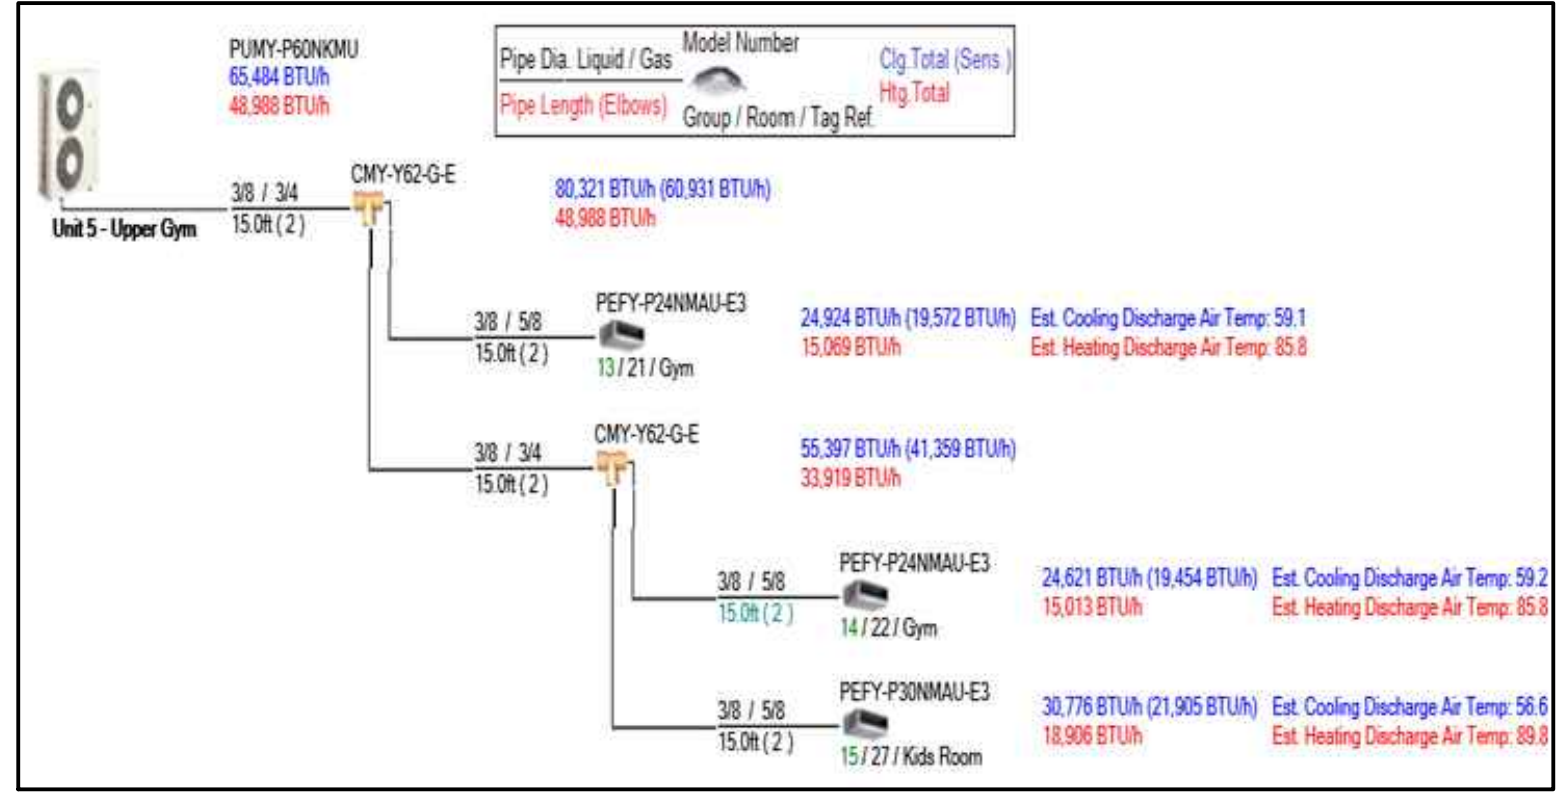 PUMY-P60NKMU
65,484 BTU/h
48,988 BTU/h
Pipe Dia. Liquid / Gas
Pipe Length (Elbows)
Model Number
Group / Room / Tag Ref.
Clg.Total (Sens.)
Htg.Total
Unit 5 - Upper Gym
3/8 / 3/4
15.0ft ( 2 )
CMY-Y62-G-E
80,321 BTU/h (60,931 BTU/h)
48,988 BTU/h
3/8 / 5/8
15.0ft ( 2 )
PEFY-P24NMAU-E3
13 / 21 / Gym
24,924 BTU/h (19,572 BTU/h) Est. Cooling Discharge Air Temp: 59.1
15,069 BTU/h Est. Heating Discharge Air Temp: 85.8
3/8 / 3/4
15.0ft ( 2 )
CMY-Y62-G-E
55,397 BTU/h (41,359 BTU/h)
33,919 BTU/h
3/8 / 5/8
15.0ft ( 2 )
PEFY-P24NMAU-E3
14 / 22 / Gym
24,621 BTU/h (19,454 BTU/h) Est. Cooling Discharge Air Temp: 59.2
15,013 BTU/h Est. Heating Discharge Air Temp: 85.8
3/8 / 5/8
15.0ft ( 2 )
PEFY-P30NMAU-E3
15 / 27 / Kids Room
30,776 BTU/h (21,905 BTU/h) Est. Cooling Discharge Air Temp: 56.6
18,906 BTU/h Est. Heating Discharge Air Temp: 89.8